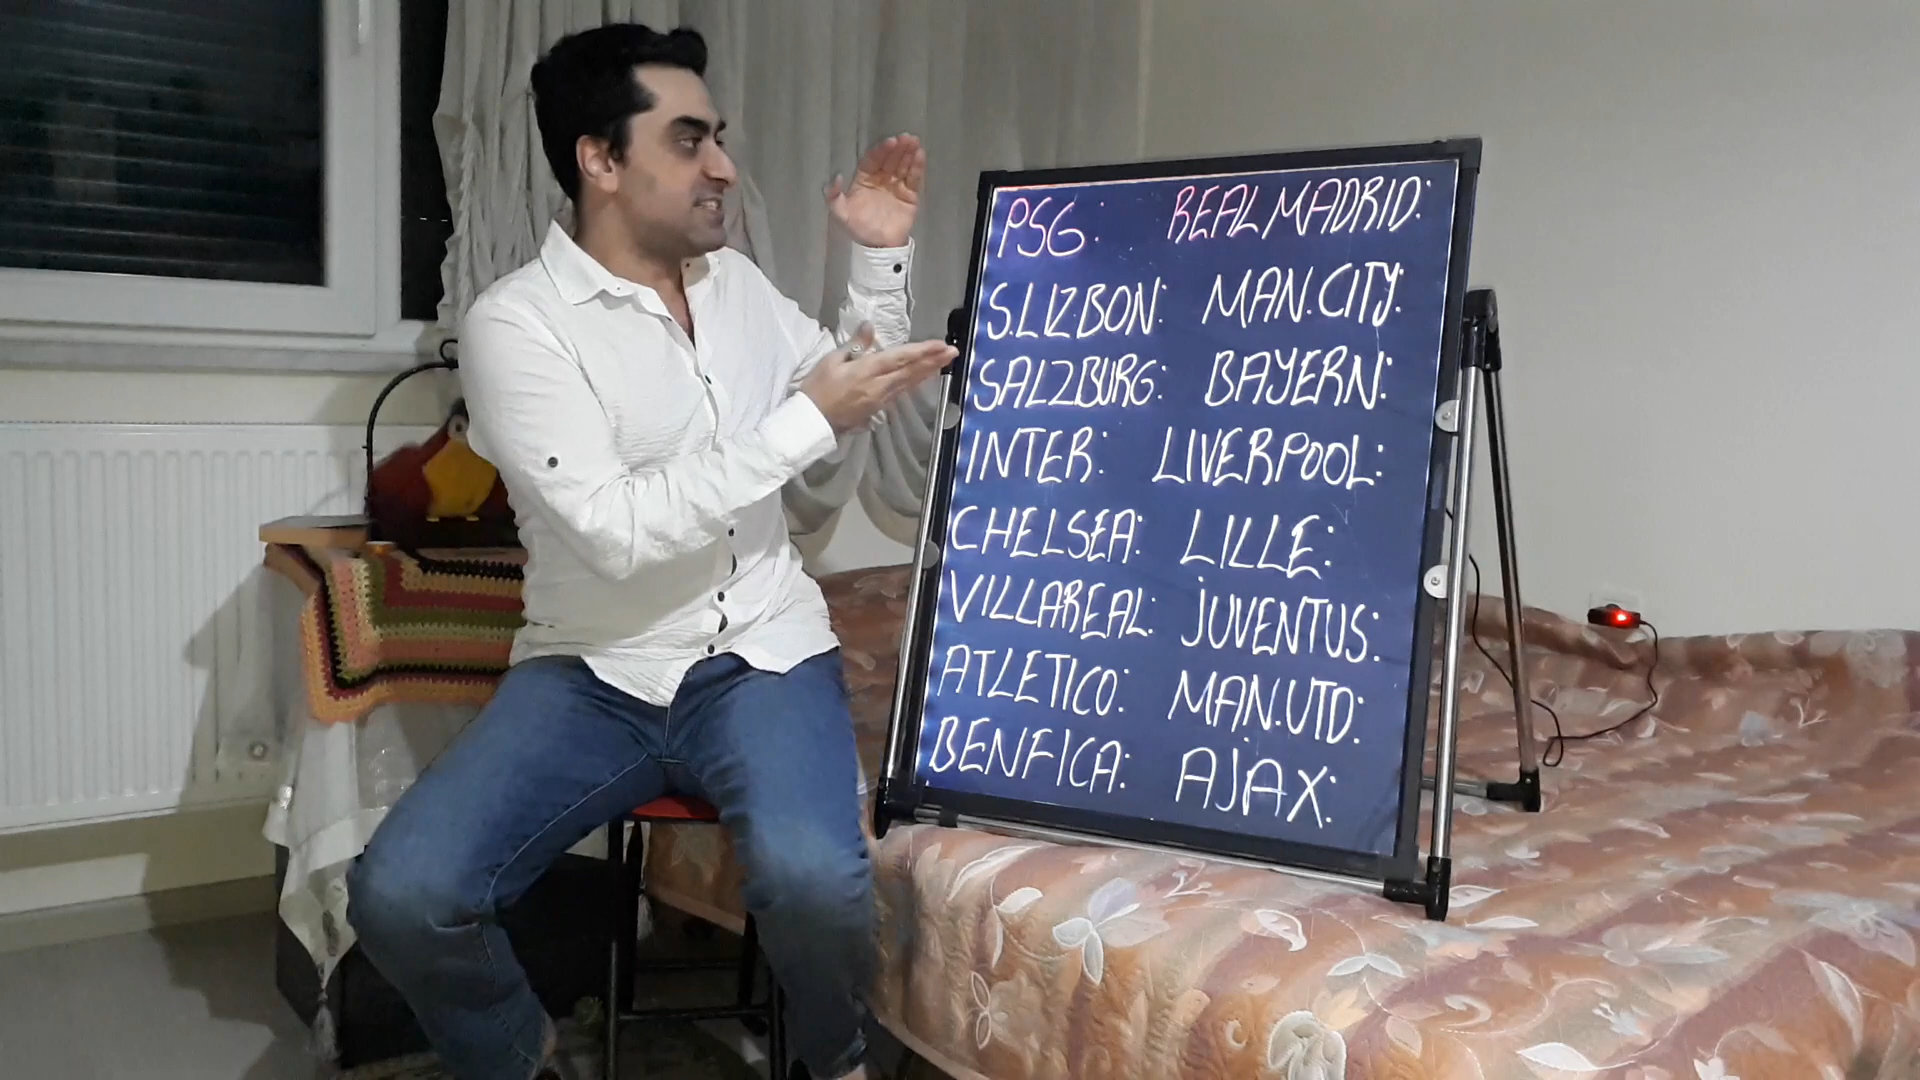 PSG: REAL MADRID:
S.LIZBON: MAN.CITY:
SALZBURG: BAYERN:
INTER: LIVERPOOL:
CHELSEA: LILLE:
VILLAREAL: JUVENTUS:
ATLETICO: MAN.UTD:
BENFICA: AJAX: